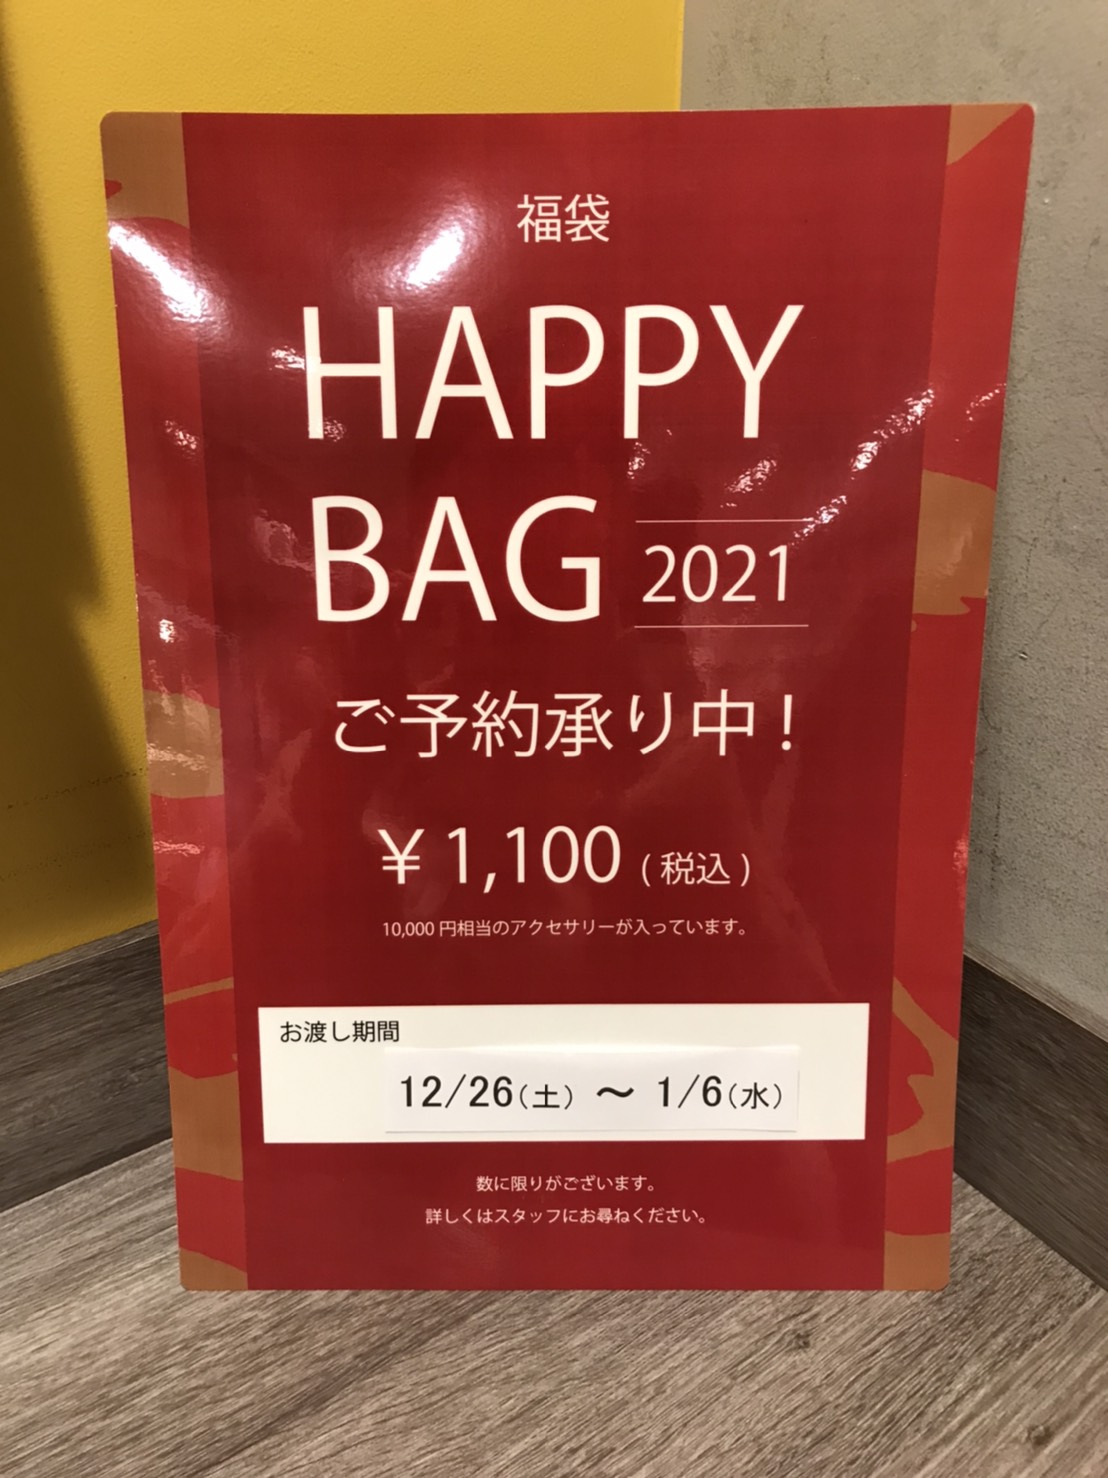 福袋
HAPPY
BAG 2021
ご予約承り中！
￥1,100 (税込)
10,000 円相当のアクセサリーが入っています。
お渡し期間
12/26(土) ～ 1/6(水)
数に限りがございます。
詳しくはスタッフにお尋ねください。